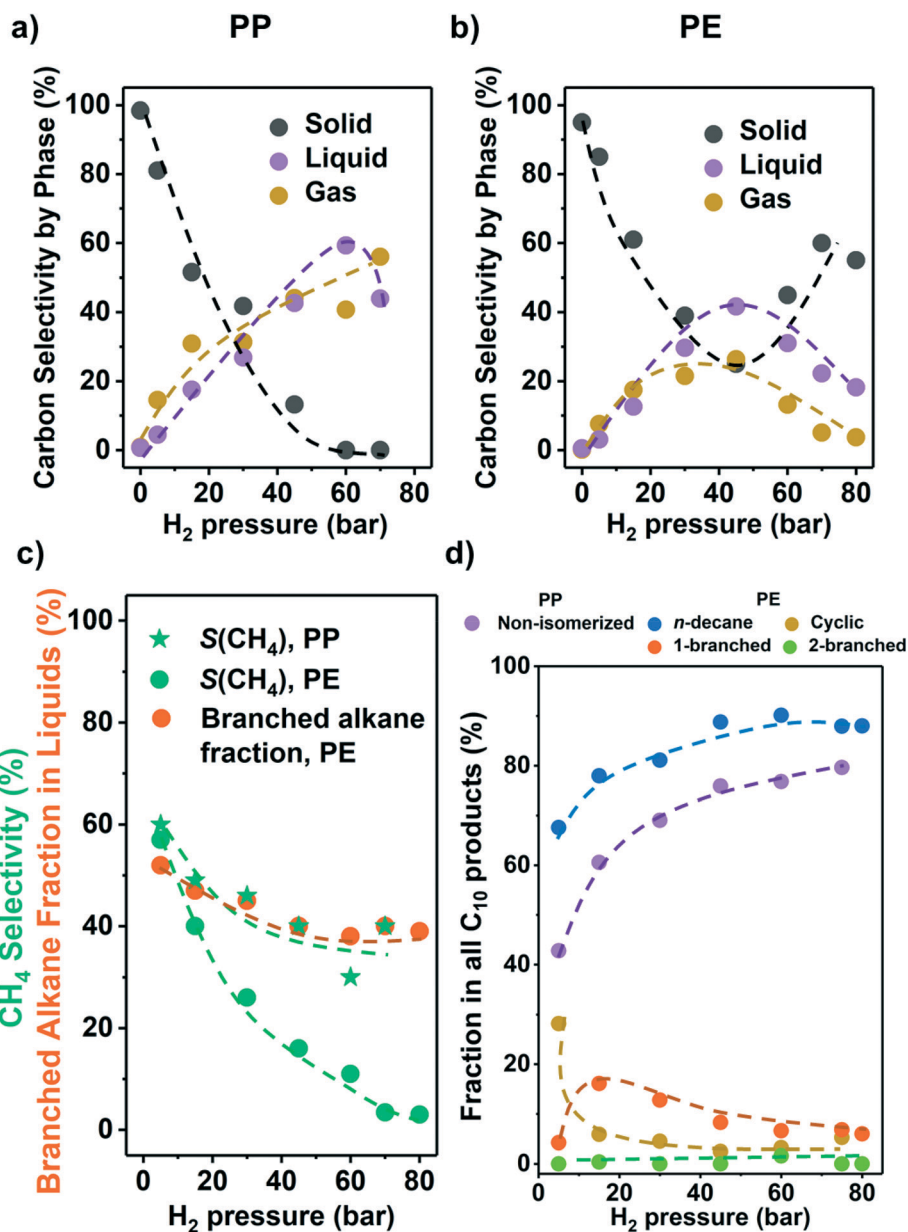 a)
PP
Carbon Selectivity by Phase (%)
100
80
60
40
20
0
Solid
Liquid
Gas
0
20
40
60
80
H2 pressure (bar)
b)
PE
Carbon Selectivity by Phase (%)
100
80
60
40
20
0
Solid
Liquid
Gas
0
20
40
60
80
H2 pressure (bar)
c)
CH4 Selectivity (%)
Branched Alkane Fraction in Liquids (%)
100
80
60
40
20
0
S(CH4), PP
S(CH4), PE
Branched alkane
fraction, PE
0
20
40
60
80
H2 pressure (bar)
d)
PP
PE
Non-isomerized
n-decane
Cyclic
1-branched
2-branched
Fraction in all C10 products (%)
100
80
60
40
20
0
0
20
40
60
80
H2 pressure (bar)